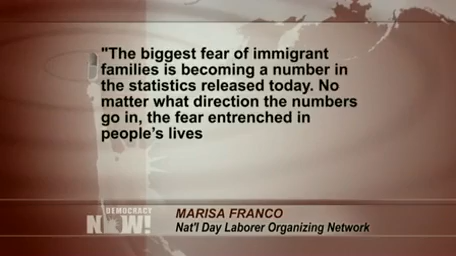 "The biggest fear of immigrant
families is becoming a number in
the statistics released today. No
matter what direction the numbers
go in, the fear entrenched in
people's lives
DEMOCRACY
NOW!
MARISA FRANCO
Nat'l Day Laborer Organizing Network